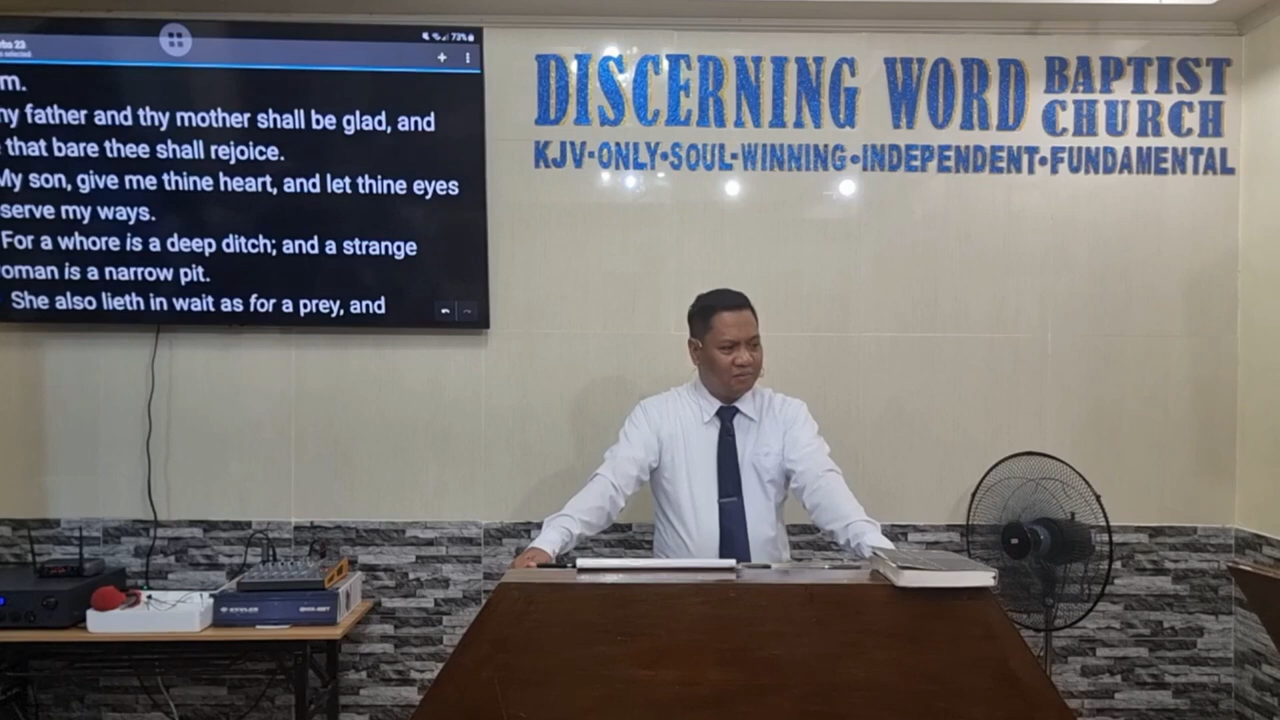 73%
m.
father and thy mother shall be glad, and
that bare thee shall rejoice.
My son, give me thine heart, and let thine eyes
serve my ways.
For a whore is a deep ditch; and a strange
oman is a narrow pit.
She also lieth in wait as for a prey, and
DISCERNING WORD BAPTIST
CHURCH
KJV-ONLY•SOUL-WINNING•INDEPENDENT•FUNDAMENTAL